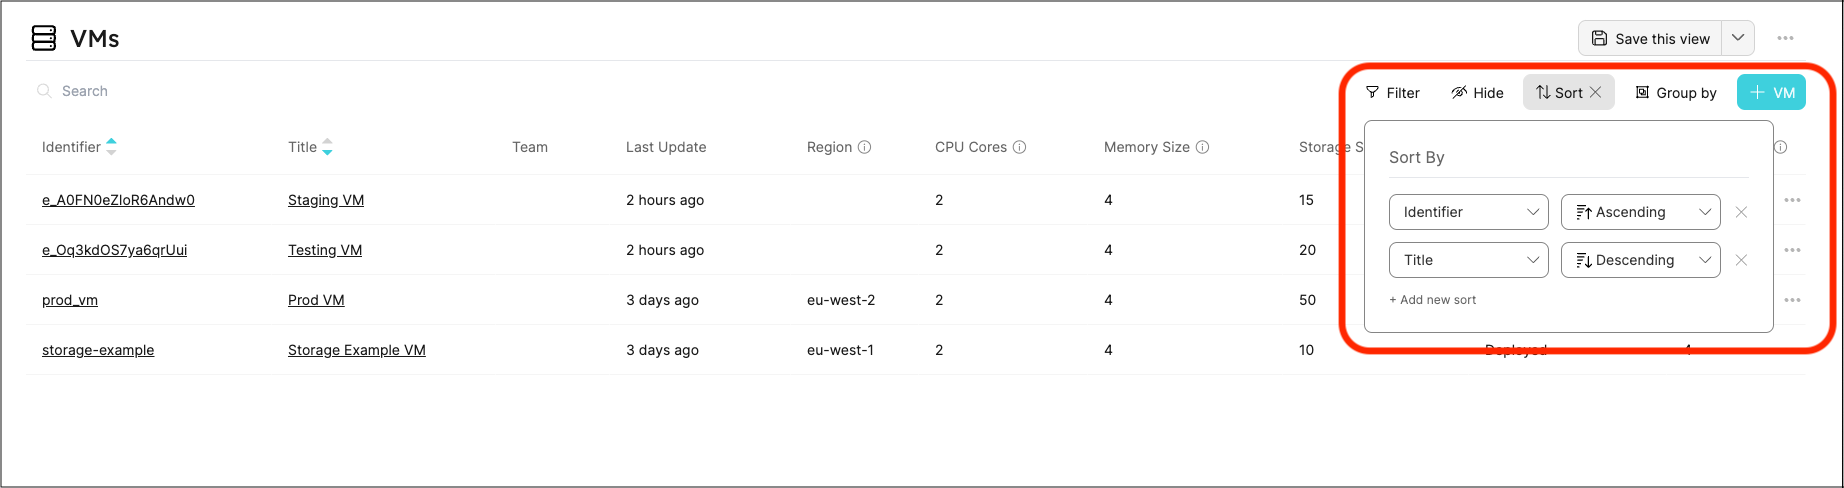 VMs
Save this view
Search
Filter Hide Sort Group by + VM
Identifier Title Team Last Update Region CPU Cores Memory Size Storage S
e_A0FN0eZIoR6Andw0 Staging VM 2 hours ago 2 4 15
e_Oq3kdOS7ya6qrUui Testing VM 2 hours ago 2 4 20
prod_vm Prod VM 3 days ago eu-west-2 2 4 50
storage-example Storage Example VM 3 days ago eu-west-1 2 4 10 Deployed 4
Sort By
Identifier Ascending
Title Descending
+ Add new sort